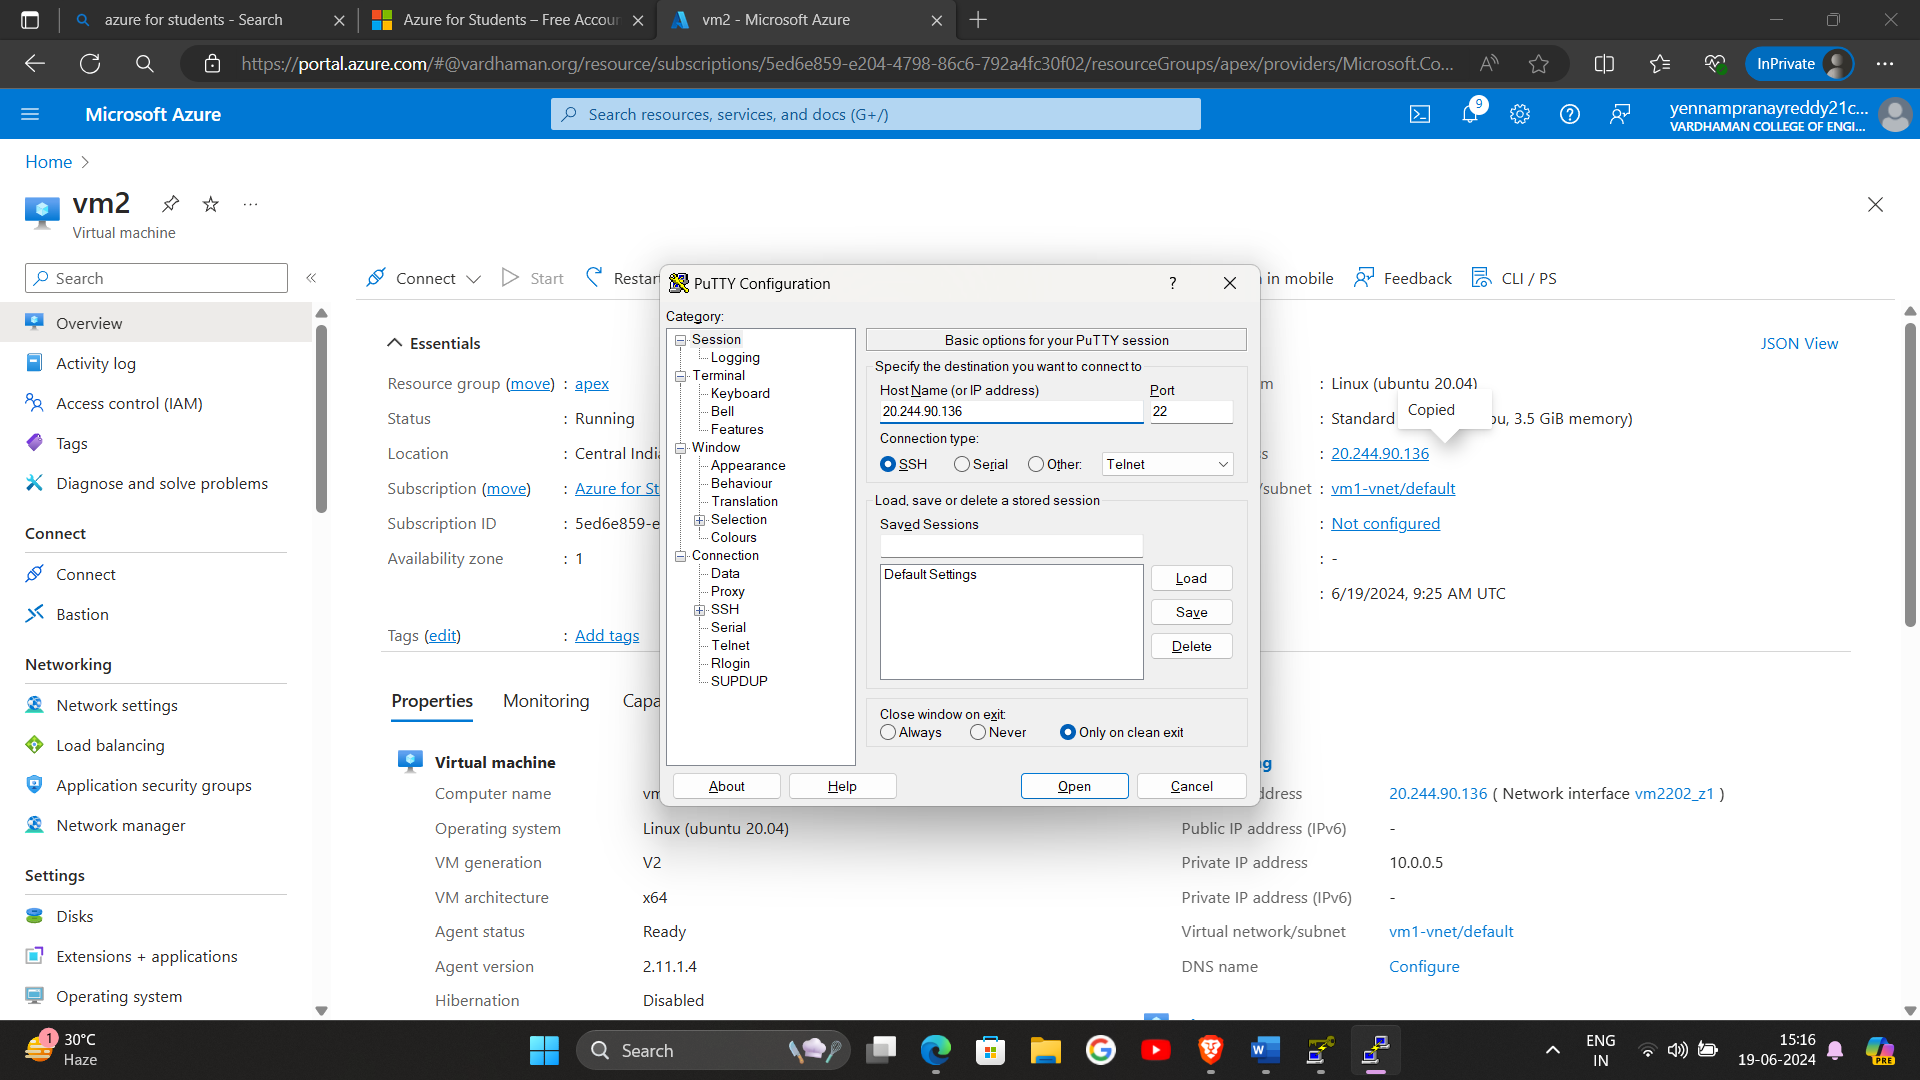 azure for students - Search
Azure for Students – Free Accoun
vm2 - Microsoft Azure
https://portal.azure.com/#@vardhaman.org/resource/subscriptions/5ed6e859-e204-4798-86c6-792a4fc30f02/resourceGroups/apex/providers/Microsoft.Co...
InPrivate
Microsoft Azure
Search resources, services, and docs (G+/)
9
yennampranayreddy21c...
VARDHAMAN COLLEGE OF ENGI...
Home
vm2
Virtual machine
Search
Connect
Start
Restart
in mobile
Feedback
CLI / PS
Overview
Activity log
Access control (IAM)
Tags
Diagnose and solve problems
Connect
Connect
Bastion
Networking
Network settings
Load balancing
Application security groups
Network manager
Settings
Disks
Extensions + applications
Operating system
Essentials
JSON View
Resource group (move) : apex
Status : Running
Location : Central Indi
Subscription (move) : Azure for St
Subscription ID : 5ed6e859-e
Availability zone : 1
Tags (edit) : Add tags
: Linux (ubuntu 20.04)
Copied
: Standard
u, 3.5 GiB memory)
: 20.244.90.136
/subnet : vm1-vnet/default
: Not configured
: -
: 6/19/2024, 9:25 AM UTC
PuTTY Configuration
?
Category:
Session
Logging
Terminal
Keyboard
Bell
Features
Window
Appearance
Behaviour
Translation
Selection
Colours
Connection
Data
Proxy
SSH
Serial
Telnet
Rlogin
SUPDUP
Basic options for your PuTTY session
Specify the destination you want to connect to
Host Name (or IP address)
Port
20.244.90.136
22
Connection type:
SSH
Serial
Other:
Telnet
Load, save or delete a stored session
Saved Sessions
Default Settings
Load
Save
Delete
Close window on exit:
Always
Never
Only on clean exit
About
Help
Open
Cancel
Properties
Monitoring
Capa
Virtual machine
Computer name
Operating system Linux (ubuntu 20.04)
VM generation V2
VM architecture x64
Agent status Ready
Agent version 2.11.1.4
Hibernation Disabled
g
dress 20.244.90.136 ( Network interface vm2202_z1 )
Public IP address (IPv6) -
Private IP address 10.0.0.5
Private IP address (IPv6) -
Virtual network/subnet vm1-vnet/default
DNS name Configure
1
30°C
Haze
Search
ENG
IN
15:16
19-06-2024
PRE